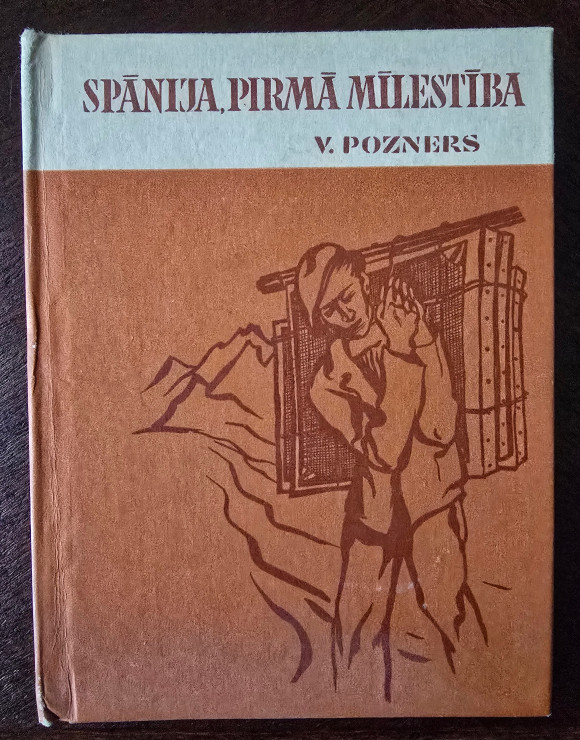 SPĀNIJA, PIRMĀ MĪLESTĪBA
V. POZNERS